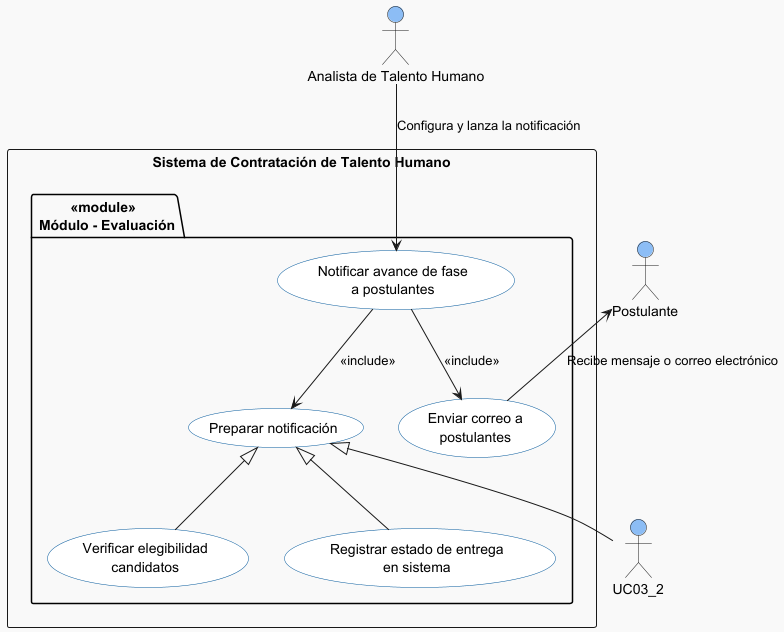 Analista de Talento Humano
Configura y lanza la notificación
Sistema de Contratación de Talento Humano
«module»
Módulo - Evaluación
Notificar avance de fase
a postulantes
Postulante
«include»
«include»
Recibe mensaje o correo electrónico
Preparar notificación
Enviar correo a
postulantes
Verificar elegibilidad
candidatos
Registrar estado de entrega
en sistema
UC03_2